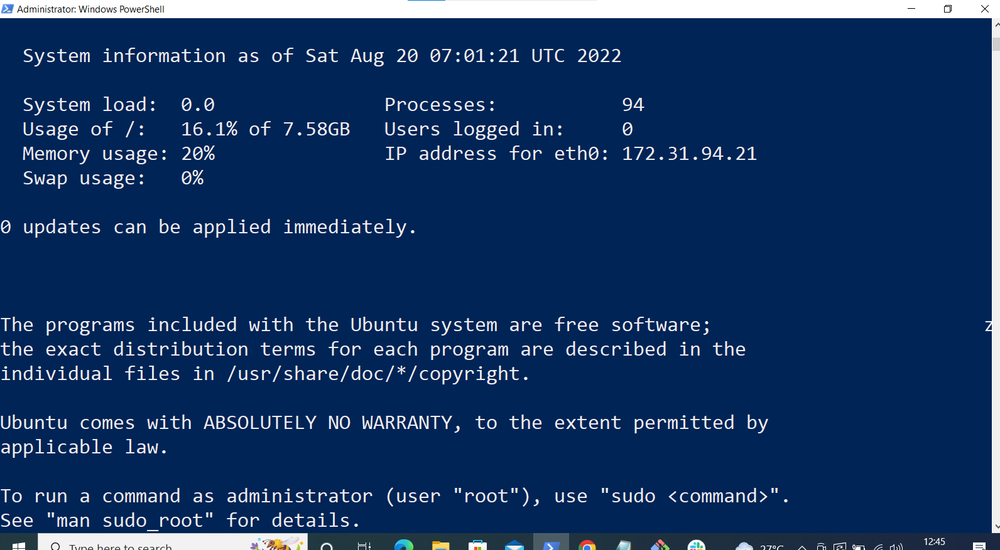 Administrator: Windows PowerShell
System information as of Sat Aug 20 07:01:21 UTC 2022
System load:  0.0               Processes:           94
Usage of /:   16.1% of 7.58GB   Users logged in:     0
Memory usage: 20%               IP address for eth0: 172.31.94.21
Swap usage:   0%
0 updates can be applied immediately.
The programs included with the Ubuntu system are free software; z
the exact distribution terms for each program are described in the
individual files in /usr/share/doc/*/copyright.
Ubuntu comes with ABSOLUTELY NO WARRANTY, to the extent permitted by
applicable law.
To run a command as administrator (user "root"), use "sudo <command>".
See "man sudo_root" for details.
Type here to search 27°C 12:45